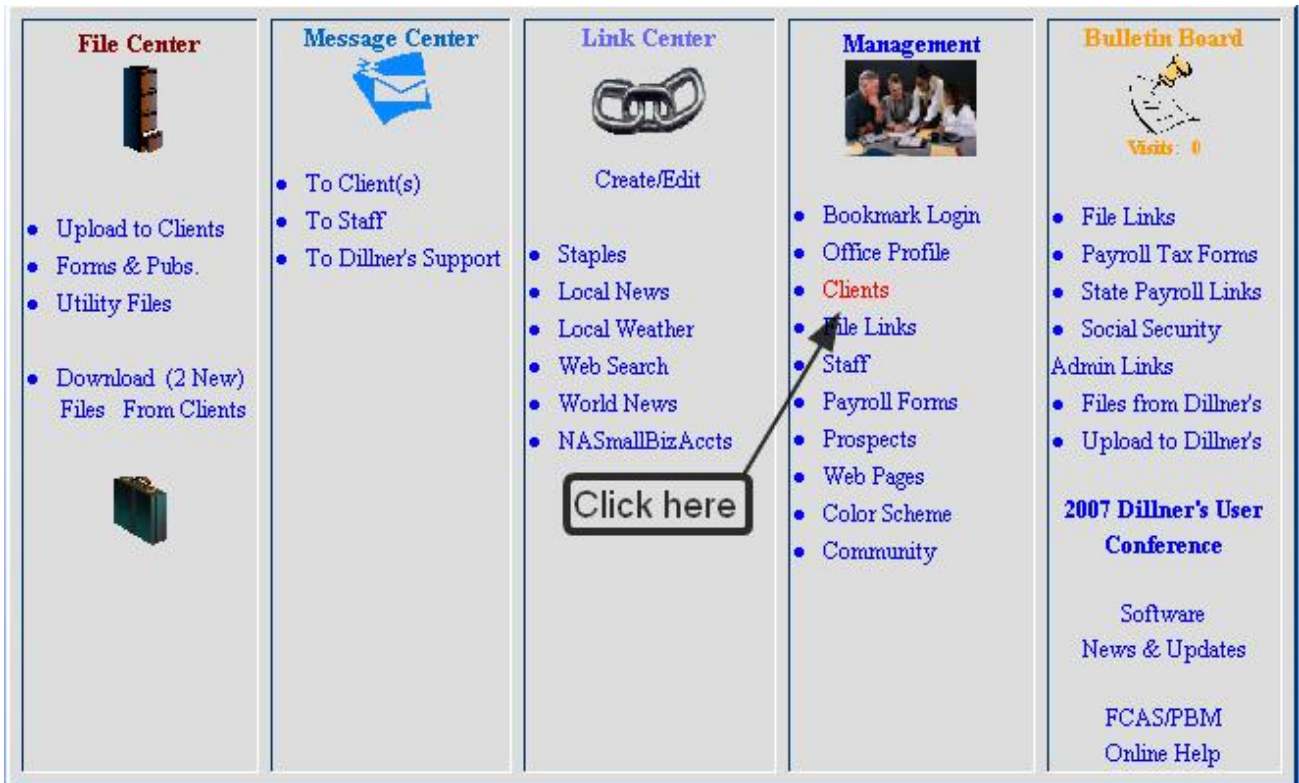 File Center
Upload to Clients
Forms & Pubs.
Utility Files
Download (2 New)
Files From Clients
Message Center
To Client(s)
To Staff
To Dillner's Support
Link Center
Create/Edit
Staples
Local News
Local Weather
Web Search
World News
NASmallBizAccts
Click here
Management
Bookmark Login
Office Profile
Clients
File Links
Staff
Payroll Forms
Prospects
Web Pages
Color Scheme
Community
Bulletin Board
Visits: 0
File Links
Payroll Tax Forms
State Payroll Links
Social Security
Admin Links
Files from Dillner's
Upload to Dillner's
2007 Dillner's User
Conference
Software
News & Updates
FCAS/PBM
Online Help